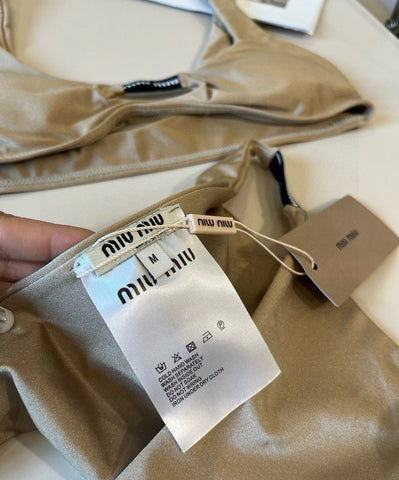 MIU MIU
MIU MIU
MIU MIU
M
MIU MIU
COLD HAND WASH
WASH SEPARATELY
WASH INSIDE OUT
DO NOT SOAK
DO NOT WRING
IRON UNDER DRY CLOTH